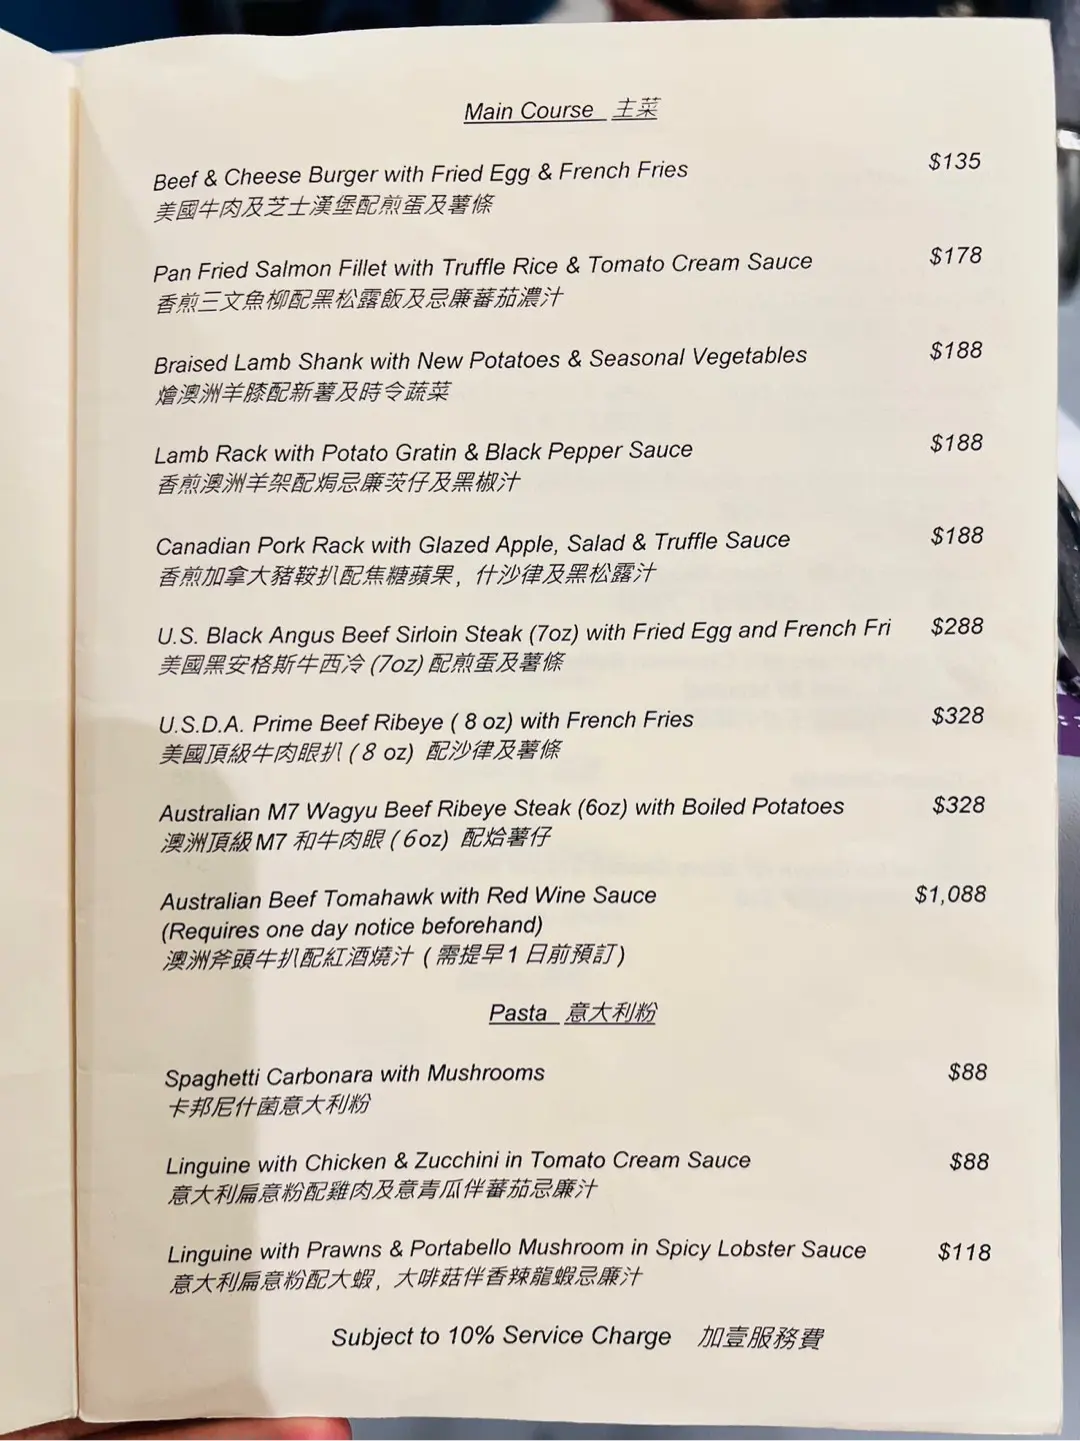 Main Course 主菜
Beef & Cheese Burger with Fried Egg & French Fries $135
美國牛肉及芝士漢堡配煎蛋及薯條
Pan Fried Salmon Fillet with Truffle Rice & Tomato Cream Sauce $178
香煎三文魚柳配黑松露飯及忌廉蕃茄濃汁
Braised Lamb Shank with New Potatoes & Seasonal Vegetables $188
燴澳洲羊膝配新薯及時令蔬菜
Lamb Rack with Potato Gratin & Black Pepper Sauce $188
香煎澳洲羊架配焗忌廉茨仔及黑椒汁
Canadian Pork Rack with Glazed Apple, Salad & Truffle Sauce $188
香煎加拿大豬鞍扒配焦糖蘋果，什沙律及黑松露汁
U.S. Black Angus Beef Sirloin Steak (7oz) with Fried Egg and French Fri $288
美國黑安格斯牛西冷 (7oz) 配煎蛋及薯條
U.S.D.A. Prime Beef Ribeye ( 8 oz) with French Fries $328
美國頂級牛肉眼扒 ( 8 oz) 配沙律及薯條
Australian M7 Wagyu Beef Ribeye Steak (6oz) with Boiled Potatoes $328
澳洲頂級 M7 和牛肉眼 ( 6oz) 配烚薯仔
Australian Beef Tomahawk with Red Wine Sauce $1,088
(Requires one day notice beforehand)
澳洲斧頭牛扒配紅酒燒汁 ( 需提早 1 日前預訂 )
Pasta 意大利粉
Spaghetti Carbonara with Mushrooms $88
卡邦尼什菌意大利粉
Linguine with Chicken & Zucchini in Tomato Cream Sauce $88
意大利扁意粉配雞肉及意青瓜伴蕃茄忌廉汁
Linguine with Prawns & Portabello Mushroom in Spicy Lobster Sauce $118
意大利扁意粉配大蝦，大啡菇伴香辣龍蝦忌廉汁
Subject to 10% Service Charge 加壹服務費